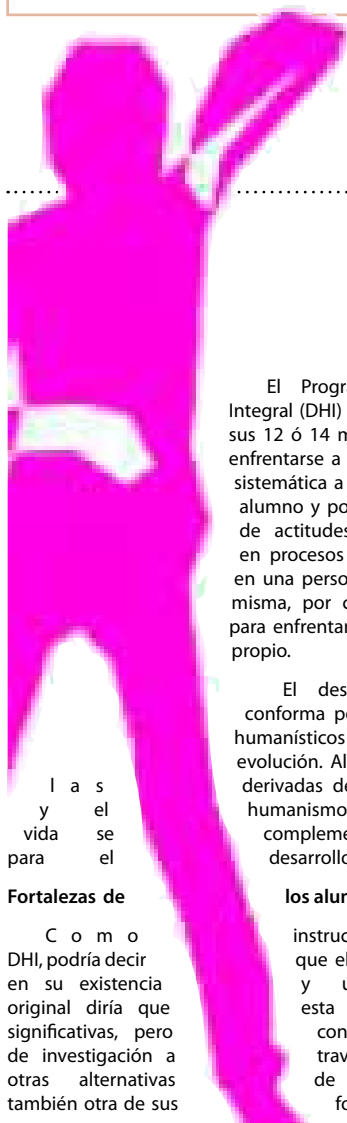 El Progra
Integral (DHI)
sus 12 ó 14 m
enfrentarse a
sistemática a
alumno y po
de actitudes
en procesos
en una perso
misma, por c
para enfrentar
propio.
El des
conforma po
humanísticos
evolución. Al
l a s derivadas de
y el humanismo
vida se compleme
para el desarrollo
Fortalezas de los alum
C o m o instruc
DHI, podría decir que el
en su existencia y u
original diría que esta
significativas, pero con
de investigación a trav
otras alternativas de
también otra de sus fo